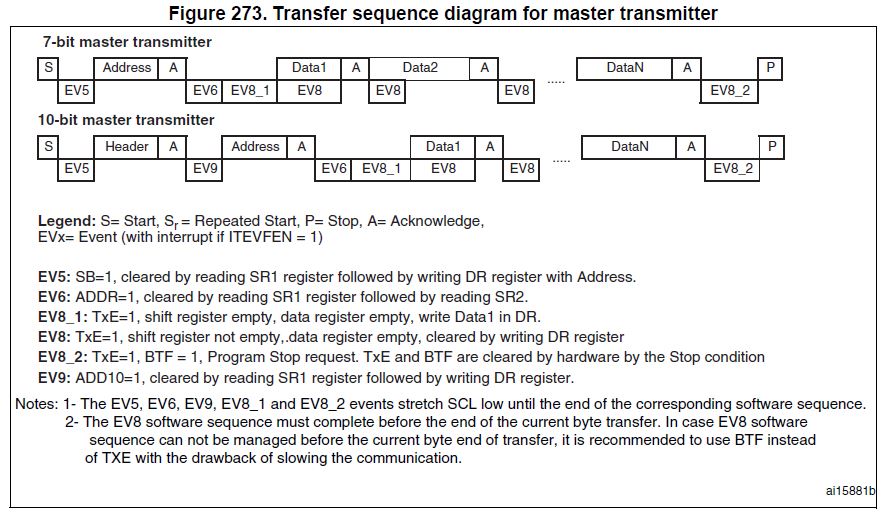 Figure 273. Transfer sequence diagram for master transmitter
7-bit master transmitter
S Address A Data1 A Data2 A ..... DataN A P
EV5 EV6 EV8_1 EV8 EV8 EV8 EV8_2
10-bit master transmitter
S Header A Address A Data1 A ..... DataN A P
EV5 EV9 EV6 EV8_1 EV8 EV8 EV8_2
Legend: S= Start, Sr = Repeated Start, P= Stop, A= Acknowledge,
EVx= Event (with interrupt if ITEVFEN = 1)
EV5: SB=1, cleared by reading SR1 register followed by writing DR register with Address.
EV6: ADDR=1, cleared by reading SR1 register followed by reading SR2.
EV8_1: TxE=1, shift register empty, data register empty, write Data1 in DR.
EV8: TxE=1, shift register not empty,.data register empty, cleared by writing DR register
EV8_2: TxE=1, BTF = 1, Program Stop request. TxE and BTF are cleared by hardware by the Stop condition
EV9: ADD10=1, cleared by reading SR1 register followed by writing DR register.
Notes: 1- The EV5, EV6, EV9, EV8_1 and EV8_2 events stretch SCL low until the end of the corresponding software sequence.
2- The EV8 software sequence must complete before the end of the current byte transfer. In case EV8 software
sequence can not be managed before the current byte end of transfer, it is recommended to use BTF instead
of TXE with the drawback of slowing the communication.
ai15881b